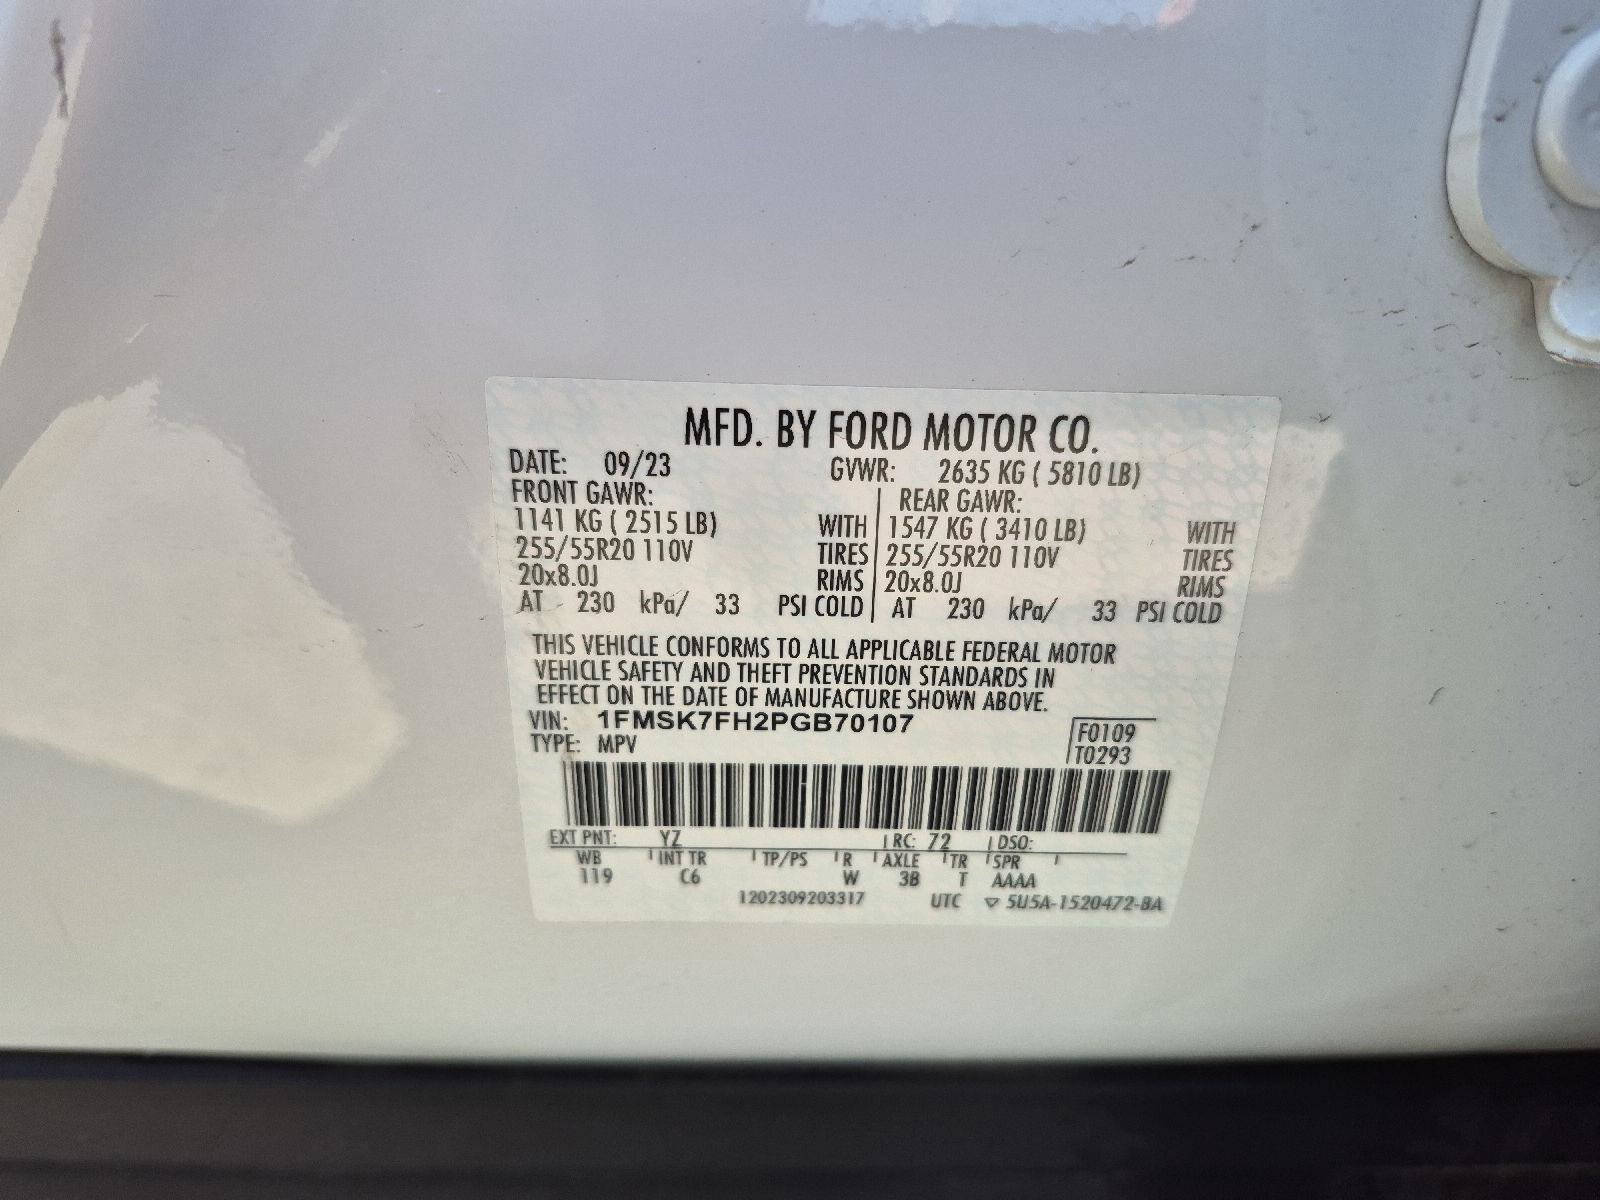 MFD. BY FORD MOTOR CO.
DATE: 09/23 GVWR: 2635 KG ( 5810 LB)
FRONT GAWR: REAR GAWR:
1141 KG ( 2515 LB) WITH 1547 KG ( 3410 LB) WITH
255/55R20 110V TIRES 255/55R20 110V TIRES
20x8.0J RIMS 20x8.0J RIMS
AT 230 kPa/ 33 PSI COLD AT 230 kPa/ 33 PSI COLD
THIS VEHICLE CONFORMS TO ALL APPLICABLE FEDERAL MOTOR
VEHICLE SAFETY AND THEFT PREVENTION STANDARDS IN
EFFECT ON THE DATE OF MANUFACTURE SHOWN ABOVE.
VIN: 1FMSK7FH2PGB70107 F0109
TYPE: MPV T0293
EXT PNT: YZ RC: 72 DSO:
WB INT TR TP/PS R AXLE TR SPR
119 C6 W 3B T AAAA
1202309203317 UTC ▽ 5U5A-1520472-BA